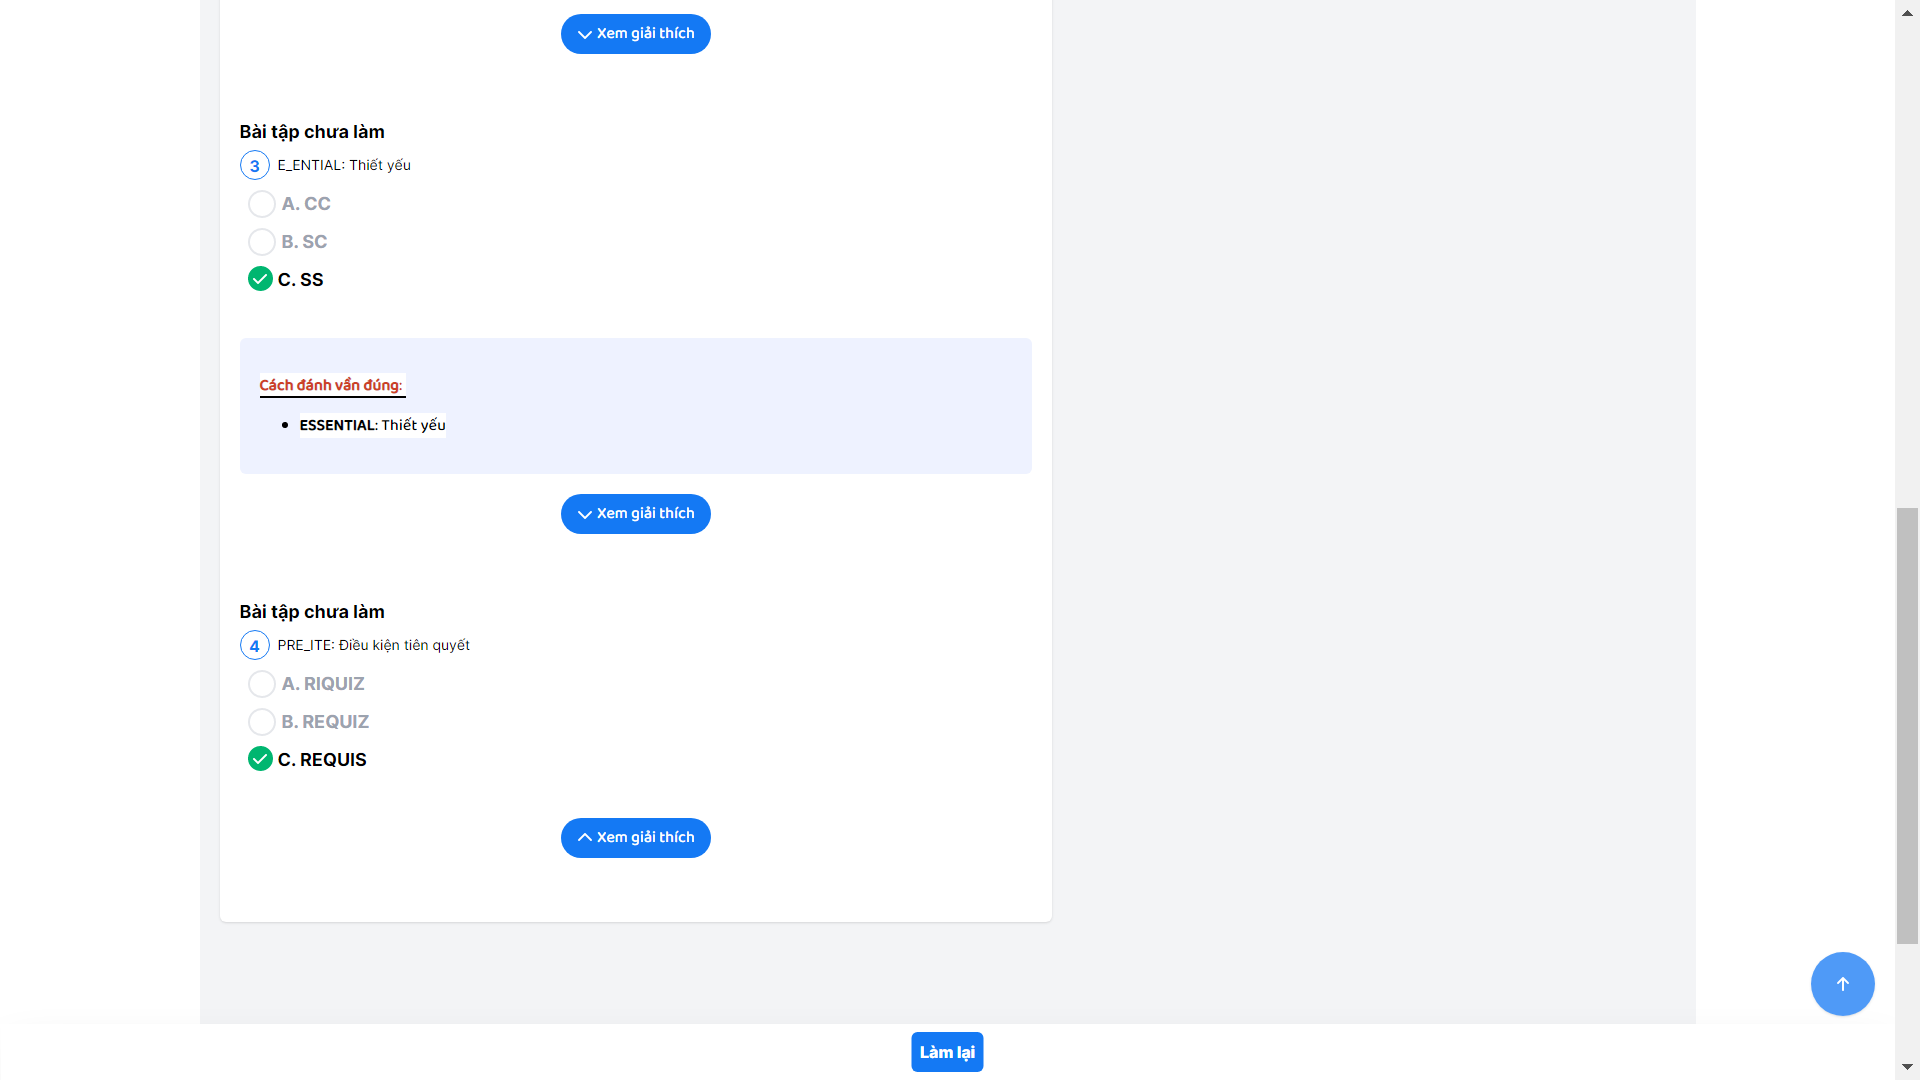 Xem giải thích
Bài tập chưa làm
3 E_ENTIAL: Thiết yếu
A. CC
B. SC
C. SS
Cách đánh vần đúng:
ESSENTIAL: Thiết yếu
Xem giải thích
Bài tập chưa làm
4 PRE_ITE: Điều kiện tiên quyết
A. RIQUIZ
B. REQUIZ
C. REQUIS
Xem giải thích
Làm lại